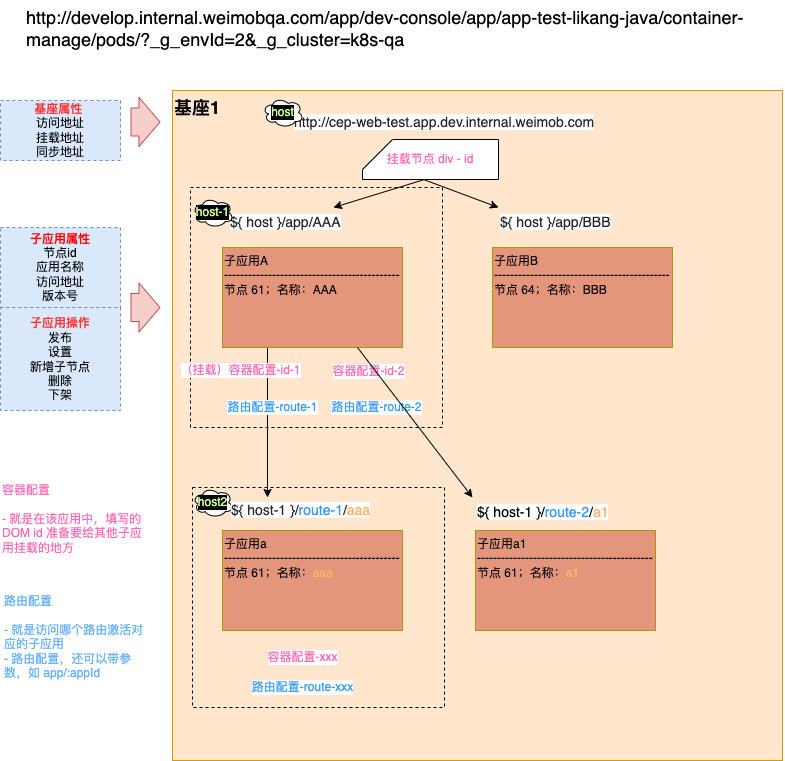 http://develop.internal.weimobqa.com/app/dev-console/app/app-test-likang-java/container-
manage/pods/?_g_envId=2&_g_cluster=k8s-qa
基座属性
访问地址
挂载地址
同步地址
基座1
host
http://cep-web-test.app.dev.internal.weimob.com
挂载节点 div - id
host-1
${ host }/app/AAA
${ host }/app/BBB
子应用属性
节点id
应用名称
访问地址
版本号
子应用操作
发布
设置
新增子节点
删除
下架
子应用A
节点 61；名称：AAA
子应用B
节点 64；名称：BBB
（挂载）容器配置-id-1
容器配置-id-2
路由配置-route-1
路由配置-route-2
容器配置
- 就是在该应用中，填写的
DOM id 准备要给其他子应
用挂载的地方
host2
${ host-1 }/route-1/aaa
${ host-1 }/route-2/a1
子应用a
节点 61；名称：aaa
子应用a1
节点 61；名称：a1
路由配置
- 就是访问哪个路由激活对
应的子应用
- 路由配置，还可以带参
数，如 app/:appId
容器配置-xxx
路由配置-route-xxx